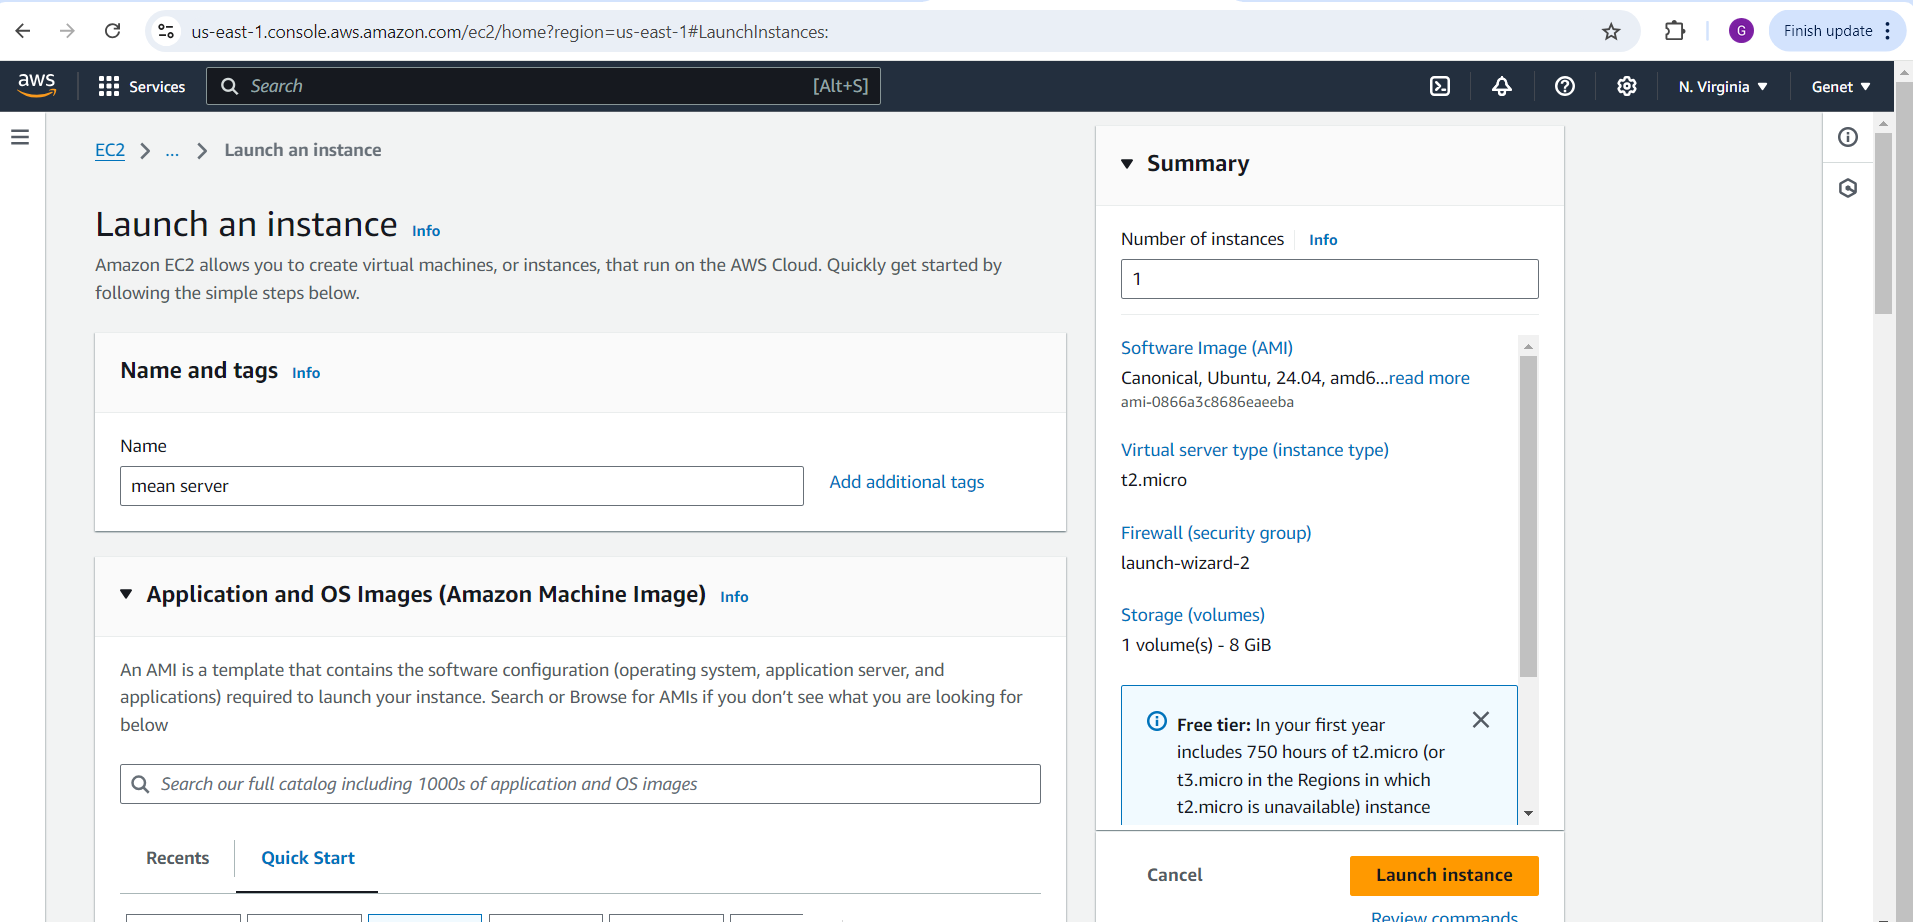 us-east-1.console.aws.amazon.com/ec2/home?region=us-east-1#LaunchInstances:
G
Finish update
aws
Services
Search
[Alt+S]
N. Virginia
Genet
EC2
...
Launch an instance
Launch an instance
Info
Amazon EC2 allows you to create virtual machines, or instances, that run on the AWS Cloud. Quickly get started by
following the simple steps below.
Name and tags
Info
Name
mean server
Add additional tags
Application and OS Images (Amazon Machine Image)
Info
An AMI is a template that contains the software configuration (operating system, application server, and
applications) required to launch your instance. Search or Browse for AMIs if you don’t see what you are looking for
below
Search our full catalog including 1000s of application and OS images
Recents
Quick Start
Summary
Number of instances
Info
1
Software Image (AMI)
Canonical, Ubuntu, 24.04, amd6...read more
ami-0866a3c8686eaeeba
Virtual server type (instance type)
t2.micro
Firewall (security group)
launch-wizard-2
Storage (volumes)
1 volume(s) - 8 GiB
Free tier: In your first year
includes 750 hours of t2.micro (or
t3.micro in the Regions in which
t2.micro is unavailable) instance
Cancel
Launch instance
Review commands